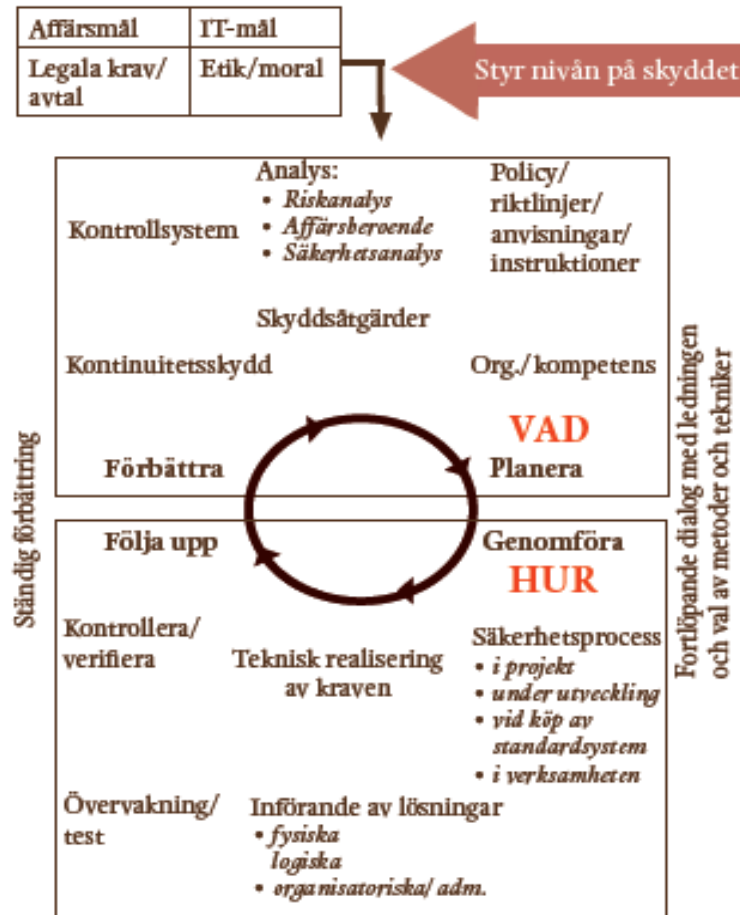 Affärsmål
IT-mål
Legala krav/
avtal
Etik/moral
Styr nivån på skyddet
Kontrollsystem
Analys:
• Riskanalys
• Affärsberoende
• Säkerhetsanalys
Policy/
riktlinjer/
anvisningar/
instruktioner
Skyddsåtgärder
Kontinuitetsskydd
Org./kompetens
VAD
Förbättra
Planera
Följa upp
Genomföra
HUR
Kontrollera/
verifiera
Teknisk realisering
av kraven
Säkerhetsprocess
• i projekt
• under utveckling
• vid köp av
standardsystem
• i verksamheten
Övervakning/
test
Införande av lösningar
• fysiska
logiska
• organisatoriska/ adm.
Ständig förbättring
Fortlöpande dialog med ledningen
och val av metoder och tekniker